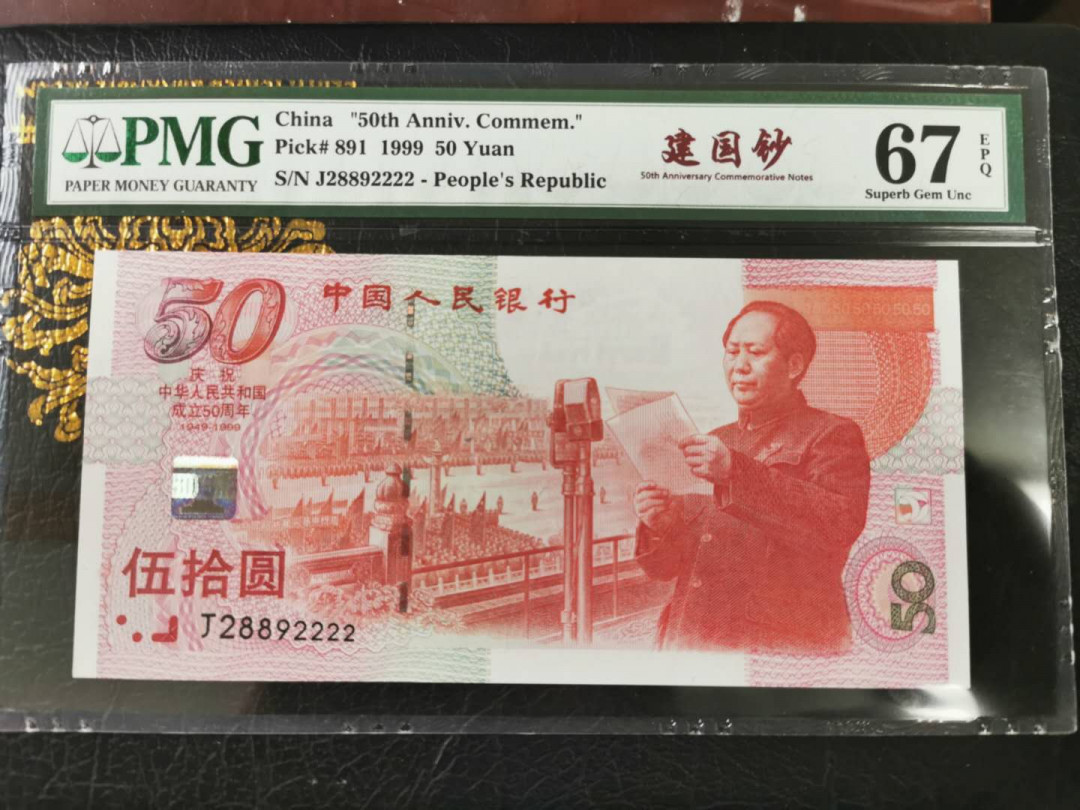 China "50th Anniv. Commem."
PMG
Pick# 891 1999 50 Yuan
PAPER MONEY GUARANTY
S/N J28892222 - People's Republic
建国钞
50th Anniversary Commemorative Notes
67
EPQ
Superb Gem Unc
50
中国人民银行
庆祝
中华人民共和国
成立50周年
1949-1999
伍拾圆
J28892222
50